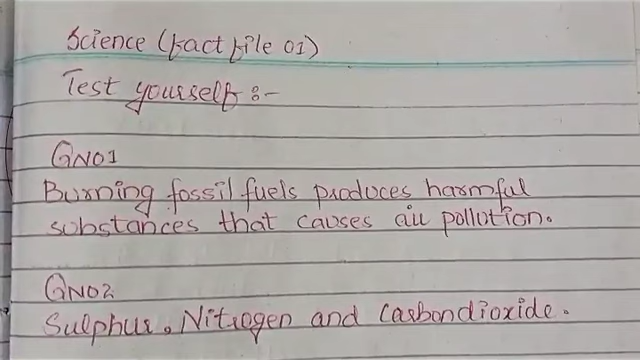 Science (fact file 01)
Test yourself :-
QNO1
Burning fossil fuels produces harmful
substances that causes air pollution.
QNO2
Sulphur, Nitrogen and Carbondioxide.